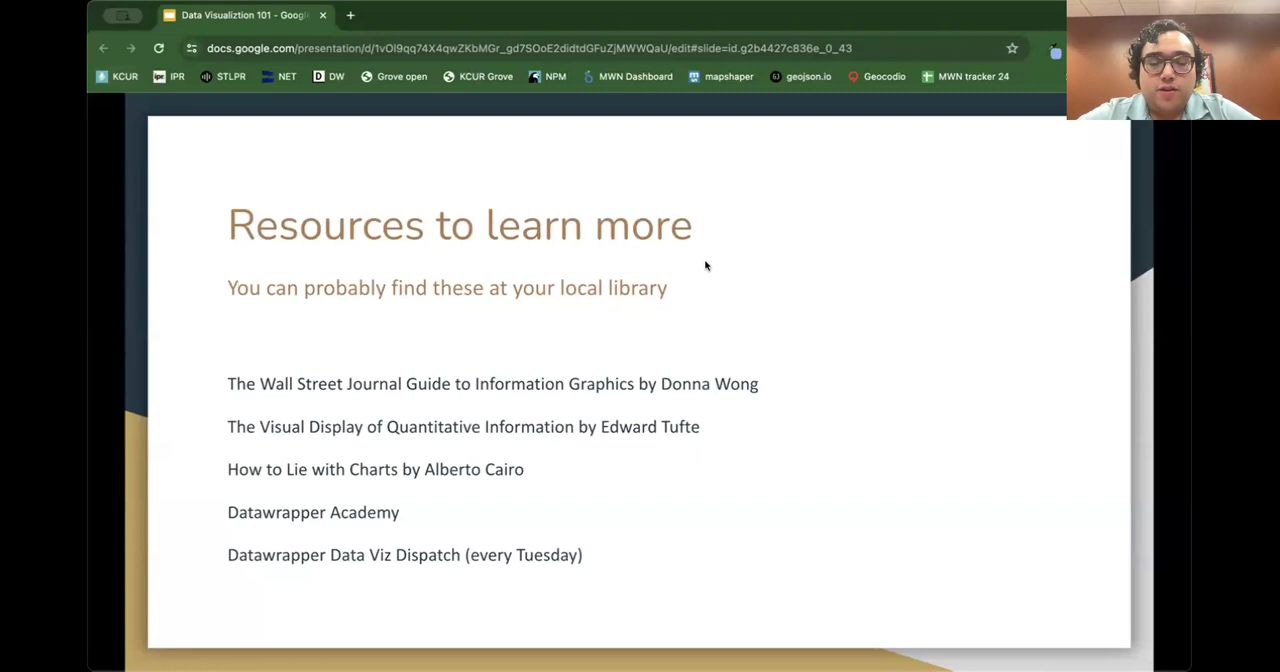 Data Visualiztion 101 - Goog
docs.google.com/presentation/d/1vOl9qq74X4qwZKbMGr_gd7SOoE2didtdGFuZjMWWQaU/edit#slide=id.g2b4427c836e_0_43
KCUR IPR STLPR NET DW Grove open KCUR Grove NPM MWN Dashboard mapshaper geojson.io Geocodio MWN tracker 24
Resources to learn more
You can probably find these at your local library
The Wall Street Journal Guide to Information Graphics by Donna Wong
The Visual Display of Quantitative Information by Edward Tufte
How to Lie with Charts by Alberto Cairo
Datawrapper Academy
Datawrapper Data Viz Dispatch (every Tuesday)